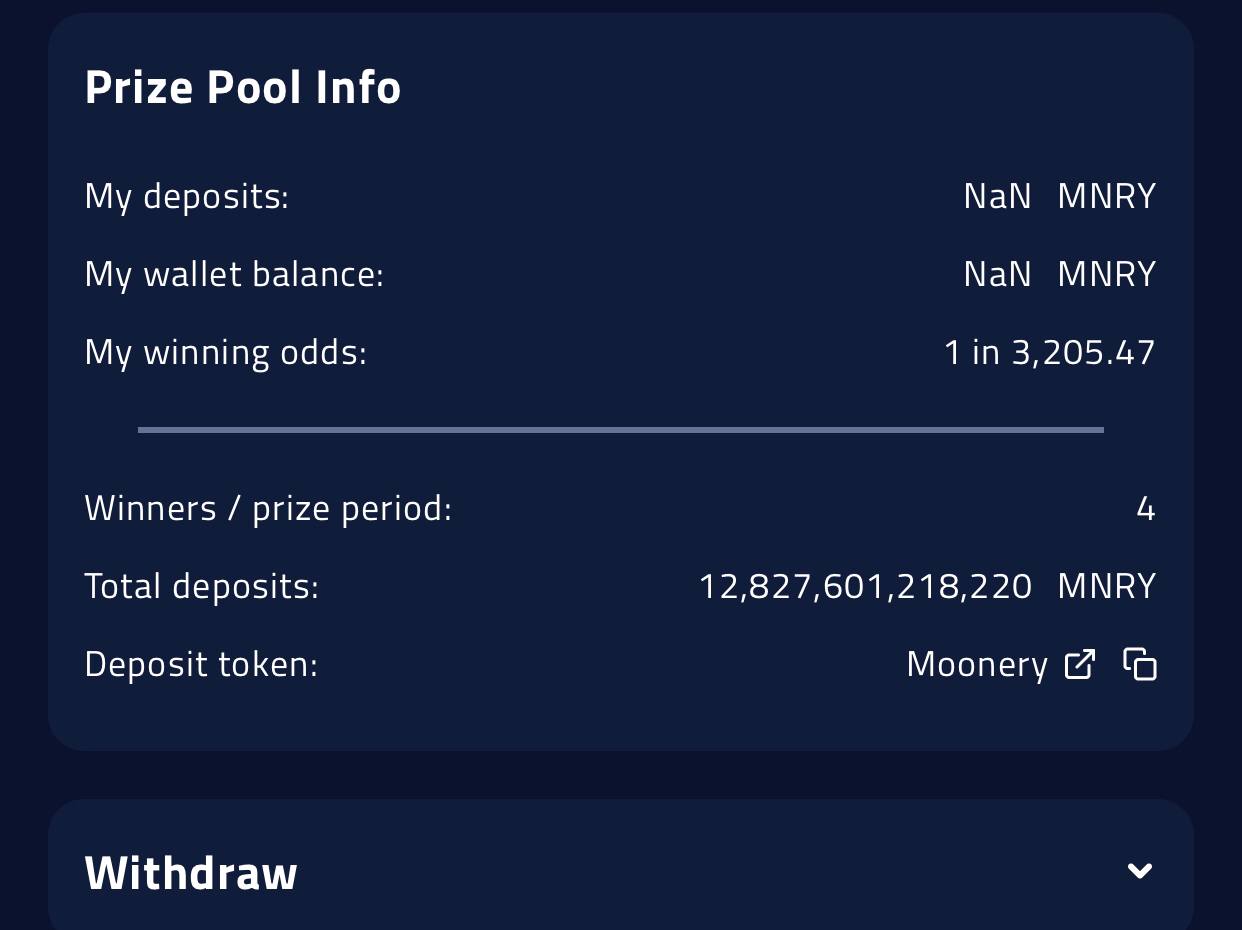 Prize Pool Info
My deposits: NaN MNRY
My wallet balance: NaN MNRY
My winning odds: 1 in 3,205.47
Winners / prize period: 4
Total deposits: 12,827,601,218,220 MNRY
Deposit token: Moonery
Withdraw